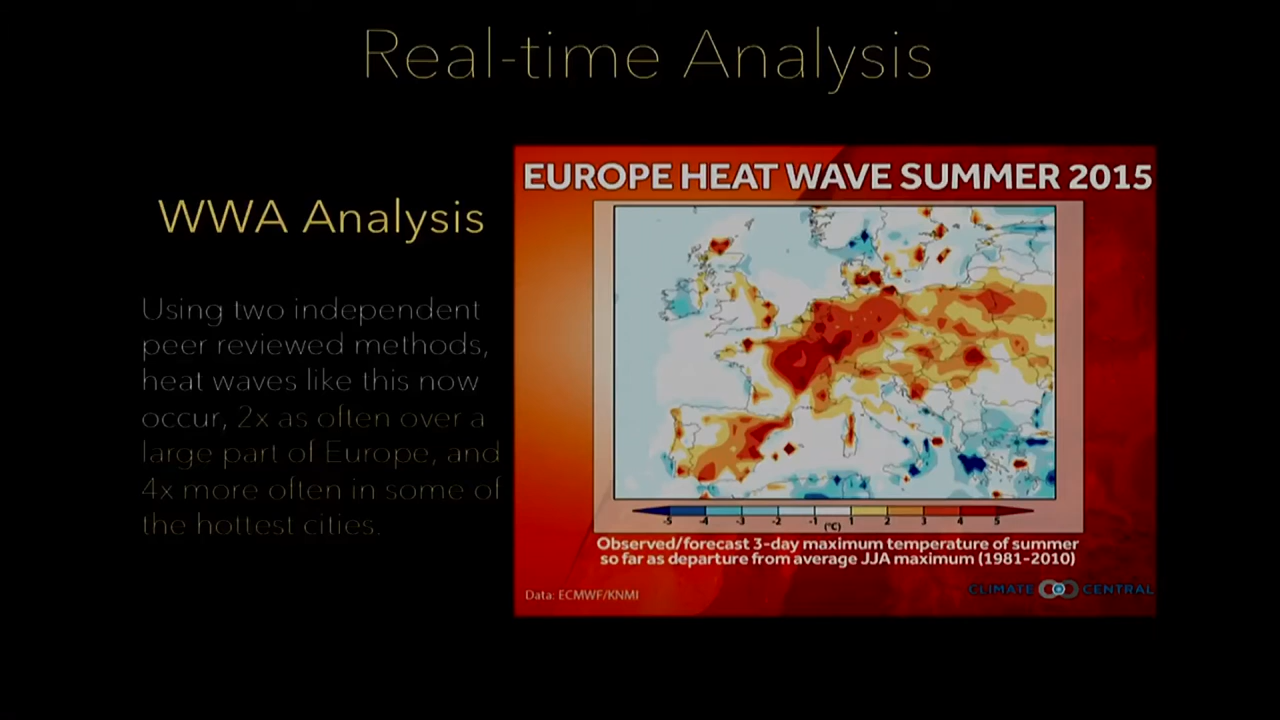 Real-time Analysis
WWA Analysis
Using two independent
peer reviewed methods,
heat waves like this now
occur, 2x as often over a
large part of Europe, and
4x more often in some of
the hottest cities.
EUROPE HEAT WAVE SUMMER 2015
-5 -4 -3 -2 -1 1 2 3 4 5
(°C)
Observed/forecast 3-day maximum temperature of summer
so far as departure from average JJA maximum (1981-2010)
Data: ECMWF/KNMI
CLIMATE CENTRAL